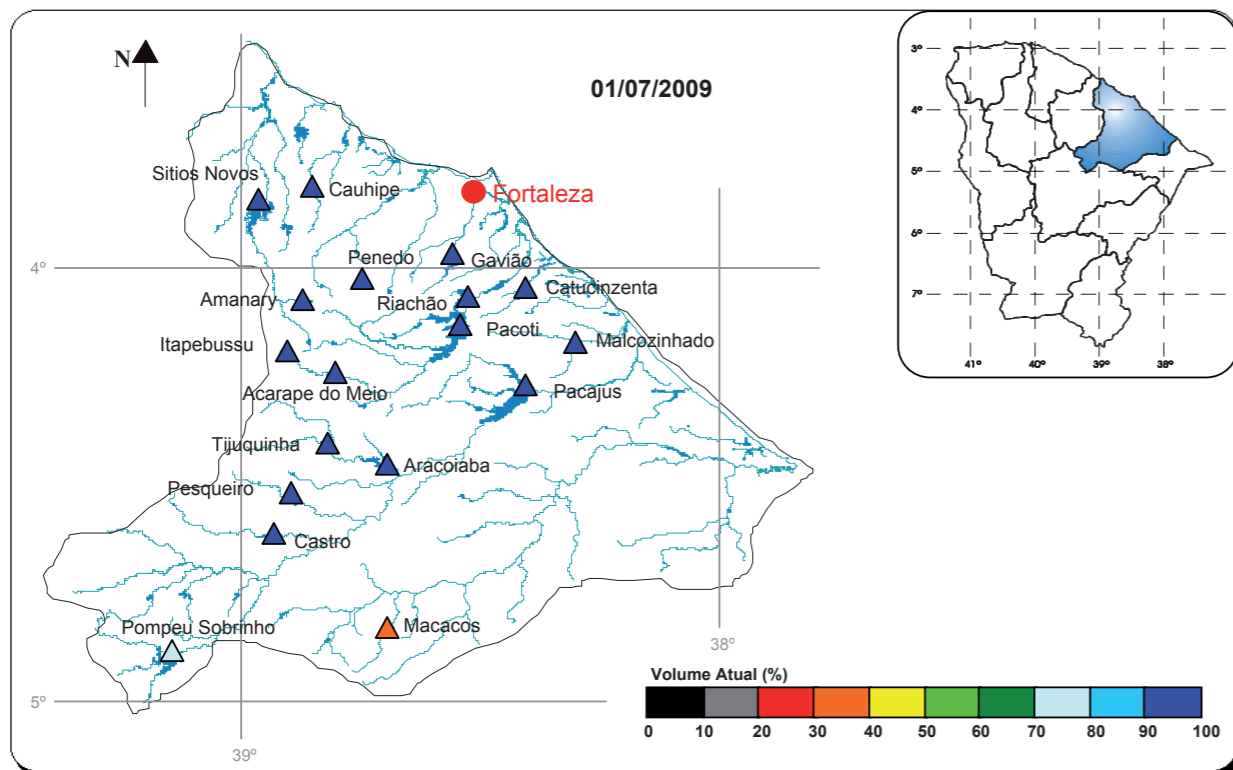 N
01/07/2009
Sitios Novos
Cauhipe
Fortaleza
Penedo
Gavião
4º
Amanary
Riachão
Catucinzenta
Pacoti
Itapebussu
Malcozinhado
Acarape do Meio
Pacajus
Tijuquinha
Aracoiaba
Pesqueiro
Castro
Pompeu Sobrinho
Macacos
38º
5º
39º
Volume Atual (%)
0 10 20 30 40 50 60 70 80 90 100
3º
4º
5º
6º
7º
41º 40º 39º 38º